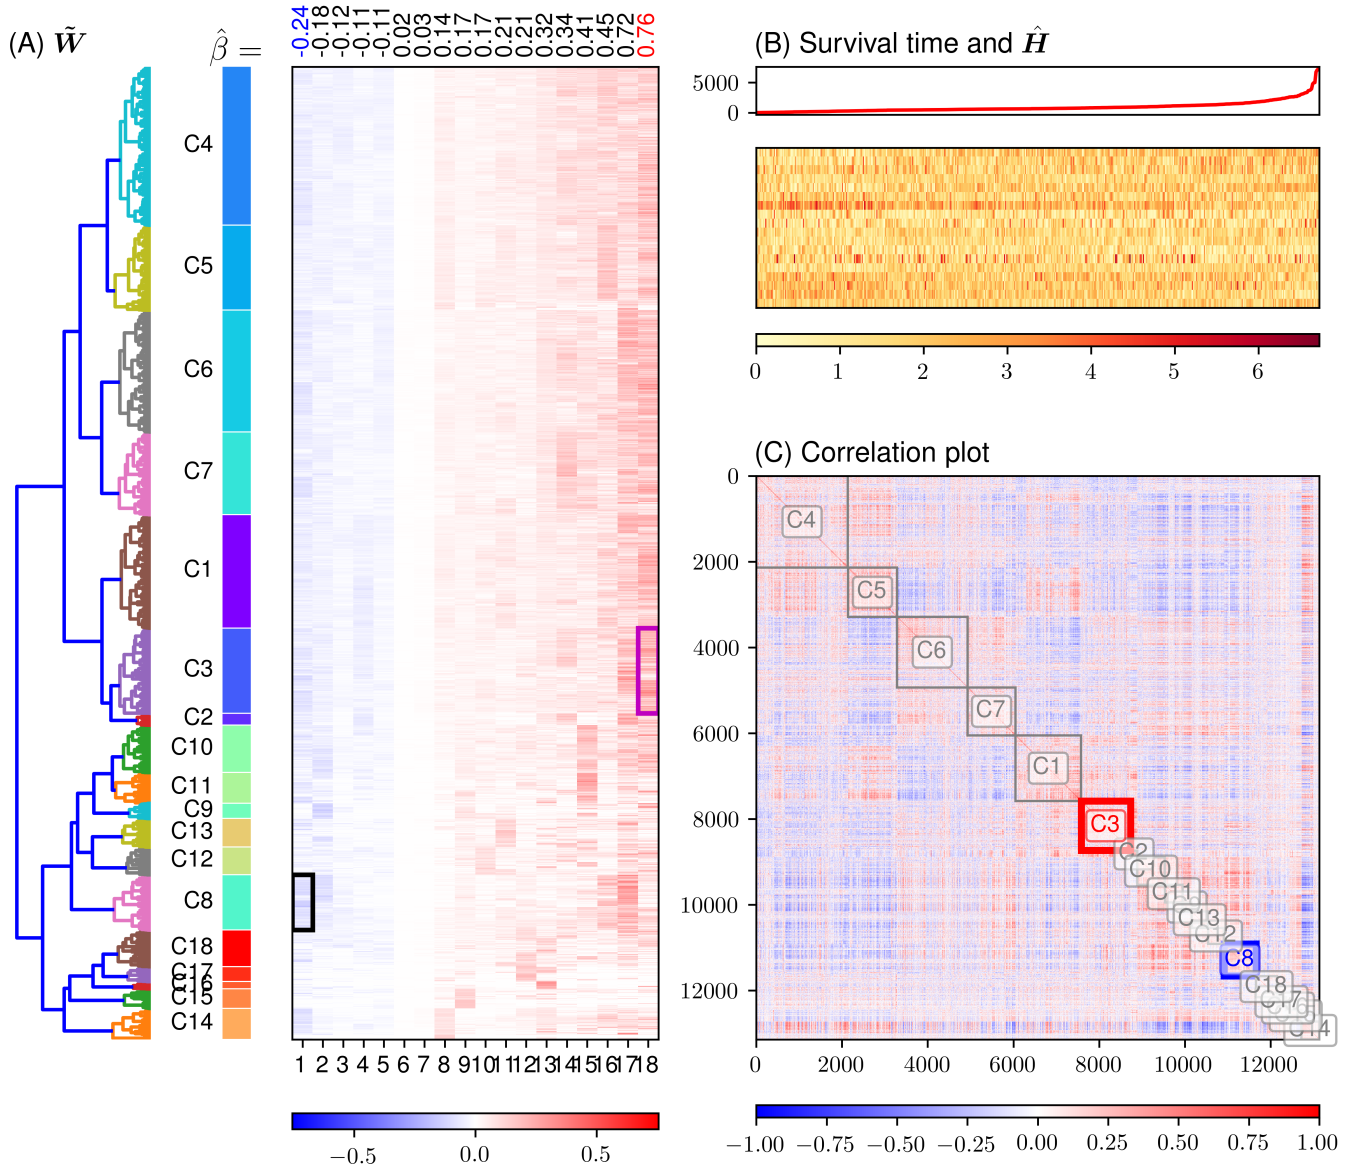 (A) W̃
β̂ =
-0.24 -0.18 -0.12 -0.11 -0.11 0.02 0.03 0.14 0.17 0.17 0.21 0.21 0.32 0.34 0.41 0.45 0.72 0.76
C4
C5
C6
C7
C1
C3
C2
C10
C11
C9
C13
C12
C8
C18
C17
C16
C15
C14
1 2 3 4 5 6 7 8 9 10 11 12 13 14 15 16 17 18
−0.5 0.0 0.5
(B) Survival time and Ĥ
5000
0
0 1 2 3 4 5 6
(C) Correlation plot
0
2000
4000
6000
8000
10000
12000
C4
C5
C6
C7
C1
C3
C2
C10
C11
C13
C12
C8
C18
C17
C14
0 2000 4000 6000 8000 10000 12000
−1.00 −0.75 −0.50 −0.25 0.00 0.25 0.50 0.75 1.00